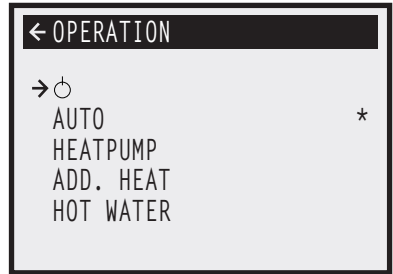 ←OPERATION
→⏻
AUTO *
HEATPUMP
ADD. HEAT
HOT WATER